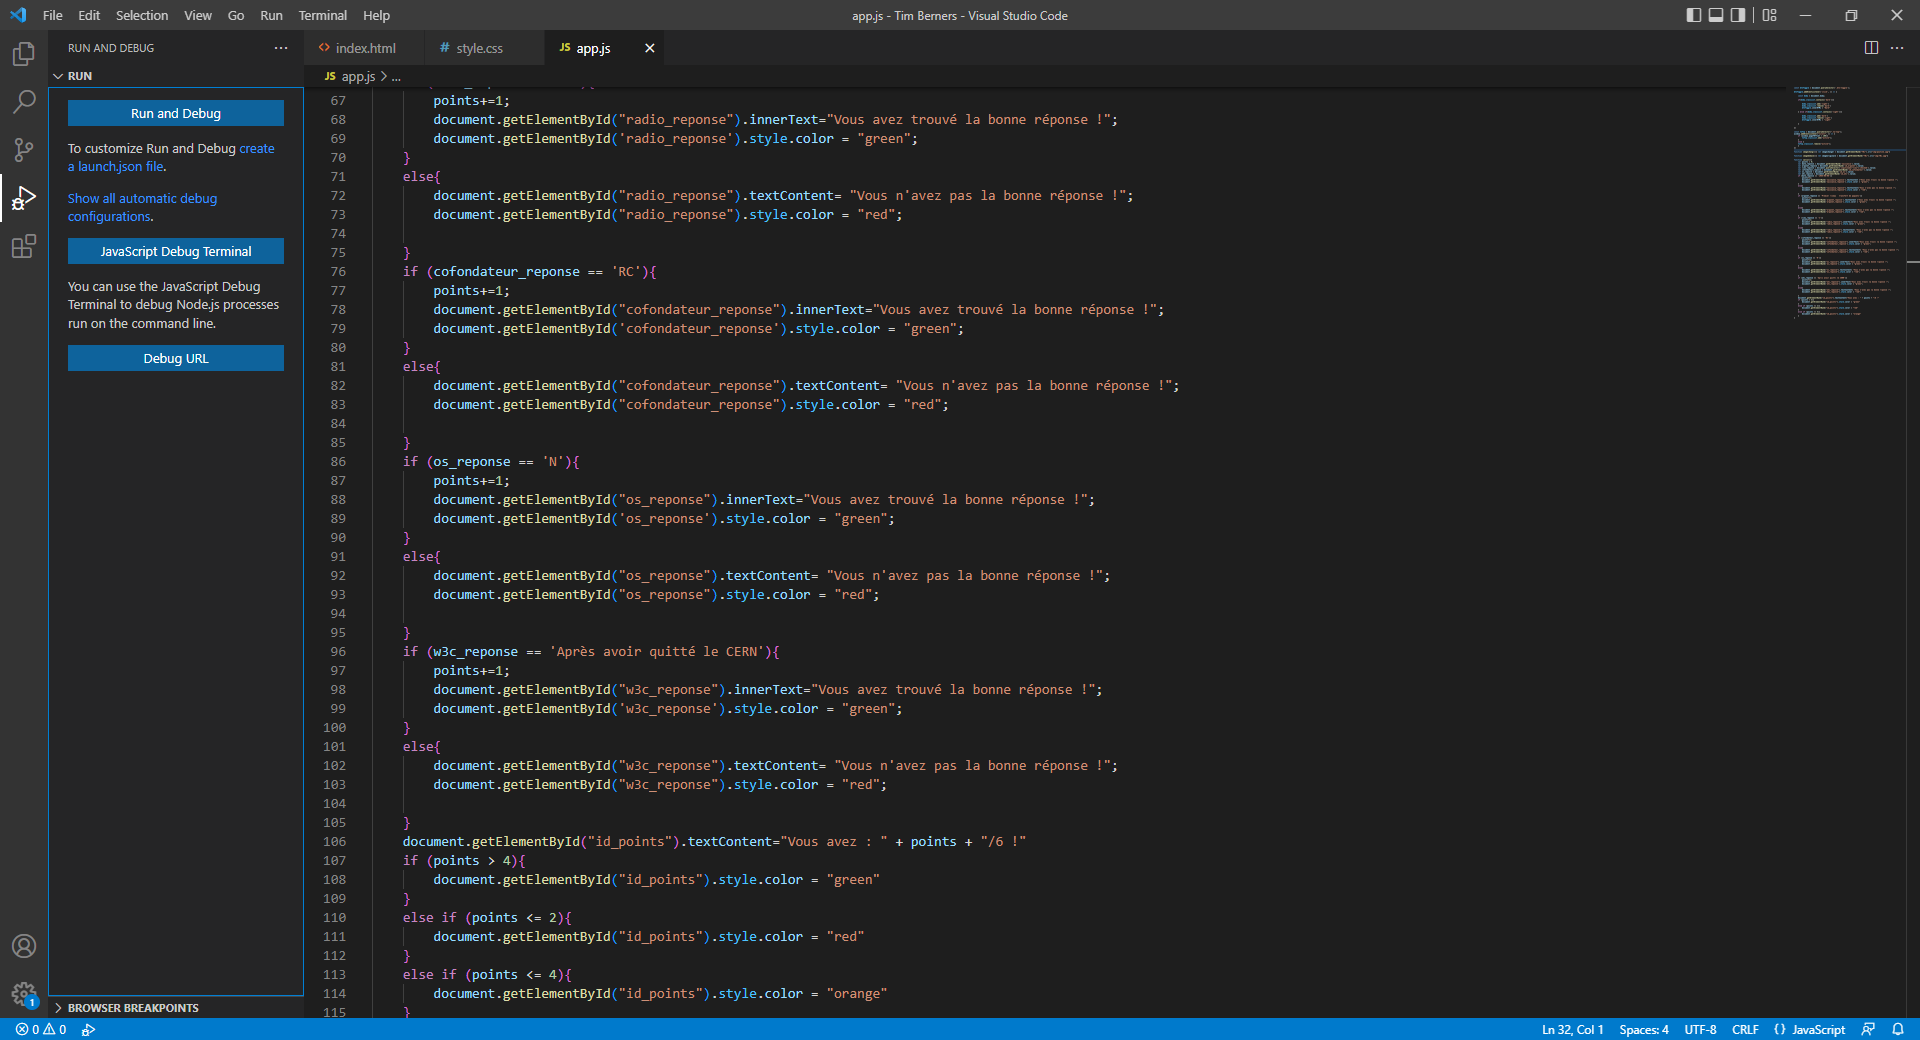 File Edit Selection View Go Run Terminal Help
app.js - Tim Berners - Visual Studio Code
RUN AND DEBUG
RUN
Run and Debug
To customize Run and Debug create
a launch.json file.
Show all automatic debug
configurations.
JavaScript Debug Terminal
You can use the JavaScript Debug
Terminal to debug Node.js processes
run on the command line.
Debug URL
BROWSER BREAKPOINTS
index.html
# style.css
JS app.js
JS app.js > ...
67 points+=1;
68 document.getElementById("radio_reponse").innerText="Vous avez trouvé la bonne réponse !";
69 document.getElementById('radio_reponse').style.color = "green";
70 }
71 else{
72 document.getElementById("radio_reponse").textContent= "Vous n'avez pas la bonne réponse !";
73 document.getElementById("radio_reponse").style.color = "red";
74
75 }
76 if (cofondateur_reponse == 'RC'){
77 points+=1;
78 document.getElementById("cofondateur_reponse").innerText="Vous avez trouvé la bonne réponse !";
79 document.getElementById('cofondateur_reponse').style.color = "green";
80 }
81 else{
82 document.getElementById("cofondateur_reponse").textContent= "Vous n'avez pas la bonne réponse !";
83 document.getElementById("cofondateur_reponse").style.color = "red";
84
85 }
86 if (os_reponse == 'N'){
87 points+=1;
88 document.getElementById("os_reponse").innerText="Vous avez trouvé la bonne réponse !";
89 document.getElementById('os_reponse').style.color = "green";
90 }
91 else{
92 document.getElementById("os_reponse").textContent= "Vous n'avez pas la bonne réponse !";
93 document.getElementById("os_reponse").style.color = "red";
94
95 }
96 if (w3c_reponse == 'Après avoir quitté le CERN'){
97 points+=1;
98 document.getElementById("w3c_reponse").innerText="Vous avez trouvé la bonne réponse !";
99 document.getElementById('w3c_reponse').style.color = "green";
100 }
101 else{
102 document.getElementById("w3c_reponse").textContent= "Vous n'avez pas la bonne réponse !";
103 document.getElementById("w3c_reponse").style.color = "red";
104
105 }
106 document.getElementById("id_points").textContent="Vous avez : " + points + "/6 !"
107 if (points > 4){
108 document.getElementById("id_points").style.color = "green"
109 }
110 else if (points <= 2){
111 document.getElementById("id_points").style.color = "red"
112 }
113 else if (points <= 4){
114 document.getElementById("id_points").style.color = "orange"
115 }
1
0 0
Ln 32, Col 1 Spaces: 4 UTF-8 CRLF {} JavaScript